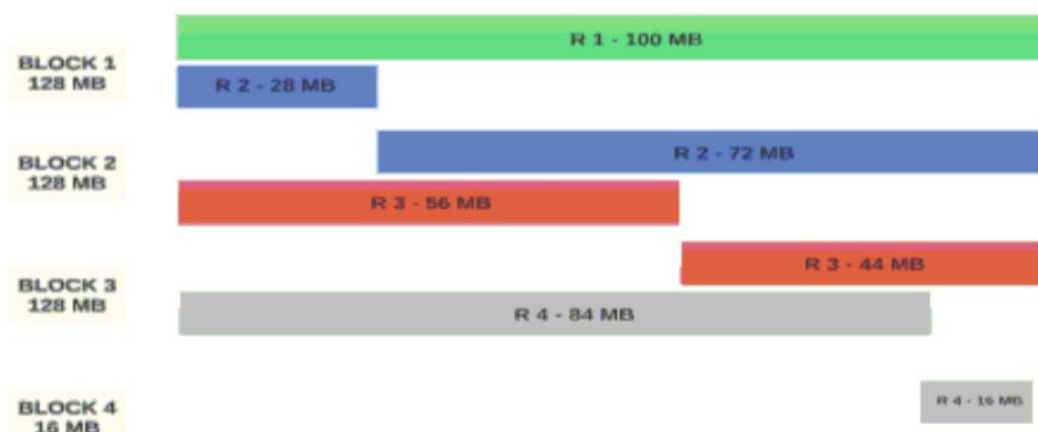 R 1 - 100 MB
BLOCK 1
128 MB
R 2 - 28 MB
R 2 - 72 MB
BLOCK 2
128 MB
R 3 - 56 MB
R 3 - 44 MB
BLOCK 3
128 MB
R 4 - 84 MB
R 4 - 16 MB
BLOCK 4
16 MB